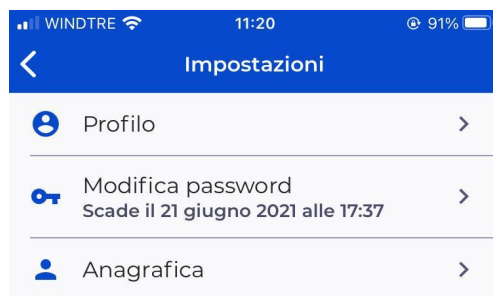 WINDTRE 11:20 91%
Impostazioni
Profilo
Modifica password
Scade il 21 giugno 2021 alle 17:37
Anagrafica